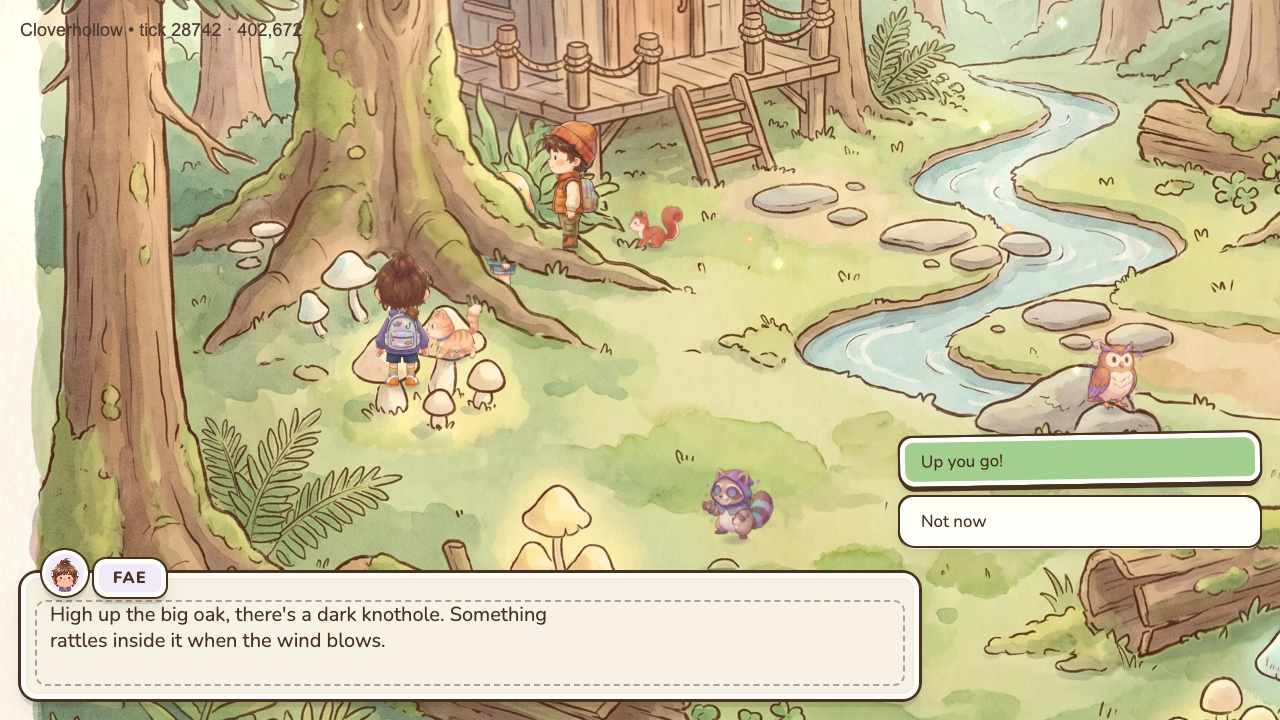 Cloverhollow • tick 28742 · 402,672
Up you go!
Not now
FAE
High up the big oak, there's a dark knothole. Something
rattles inside it when the wind blows.